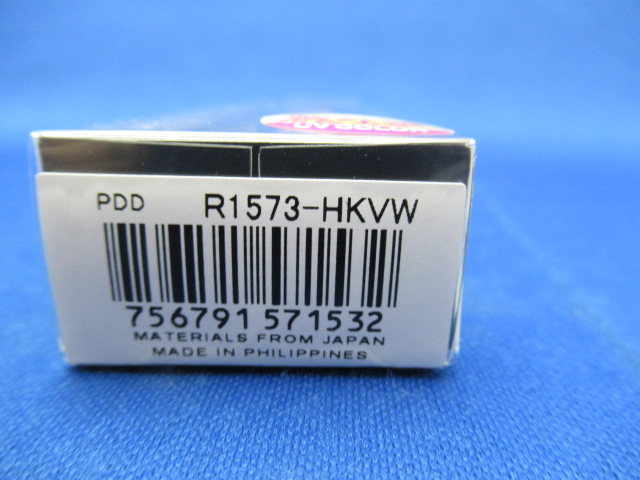 PDD R1573-HKVW
756791 571532
MATERIALS FROM JAPAN
MADE IN PHILIPPINES